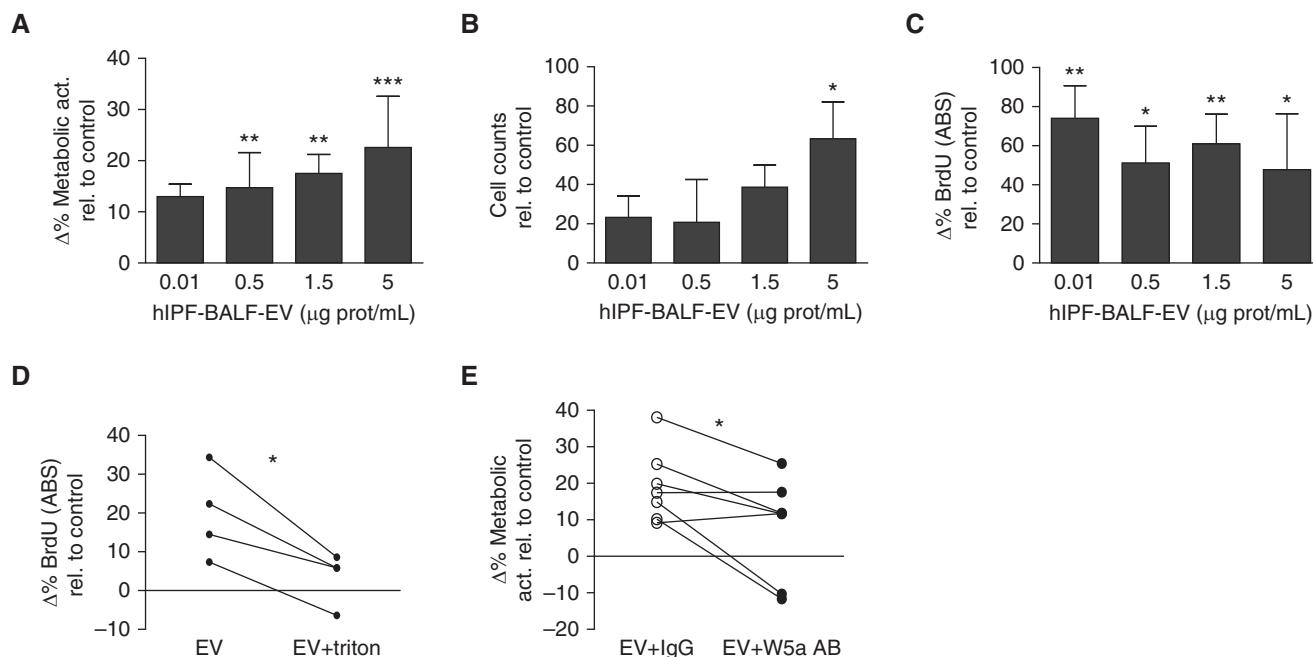 A
Δ% Metabolic act.
rel. to control
40
30
20
10
0
**
**
***
0.01 0.5 1.5 5
hIPF-BALF-EV (μg prot/mL)
B
Cell counts
rel. to control
100
80
60
40
20
0
*
0.01 0.5 1.5 5
hIPF-BALF-EV (μg prot/mL)
C
Δ% BrdU (ABS)
rel. to control
100
80
60
40
20
0
**
*
**
*
0.01 0.5 1.5 5
hIPF-BALF-EV (μg prot/mL)
D
Δ% BrdU (ABS)
rel. to control
40
30
20
10
0
−10
*
EV EV+triton
E
Δ% Metabolic
act. rel. to control
40
30
20
10
0
−10
−20
*
EV+IgG EV+W5a AB